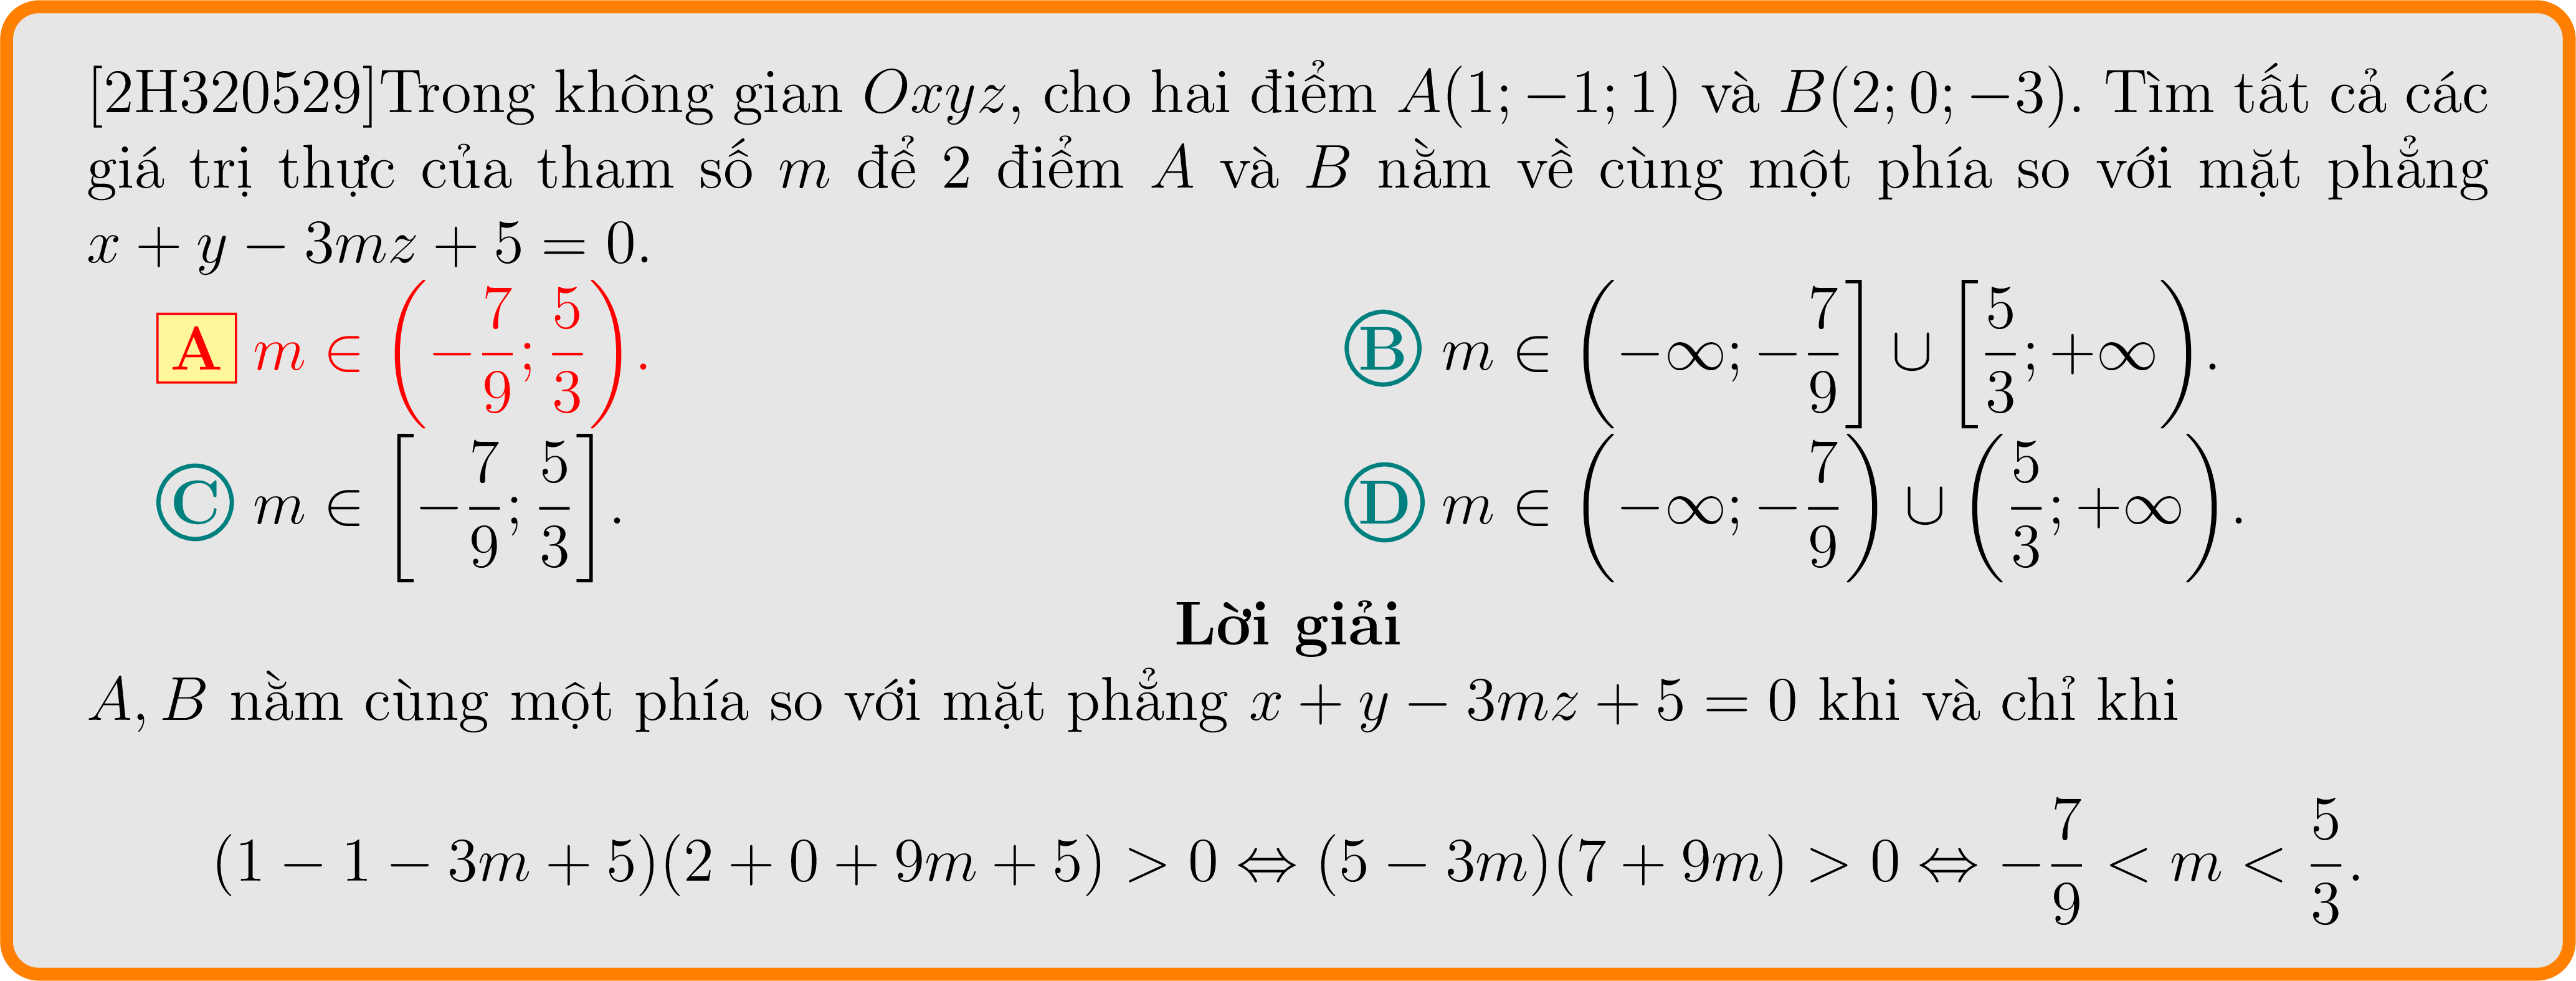 [2H320529]Trong không gian Oxyz, cho hai điểm A(1; −1; 1) và B(2; 0; −3). Tìm tất cả các
giá trị thực của tham số m để 2 điểm A và B nằm về cùng một phía so với mặt phẳng
x + y − 3mz + 5 = 0.
A m ∈ (−7/9; 5/3). B m ∈ (−∞; −7/9] ∪ [5/3; +∞).
C m ∈ [−7/9; 5/3]. D m ∈ (−∞; −7/9) ∪ (5/3; +∞).
Lời giải
A, B nằm cùng một phía so với mặt phẳng x + y − 3mz + 5 = 0 khi và chỉ khi
(1 − 1 − 3m + 5)(2 + 0 + 9m + 5) > 0 ⇔ (5 − 3m)(7 + 9m) > 0 ⇔ −7/9 < m < 5/3.